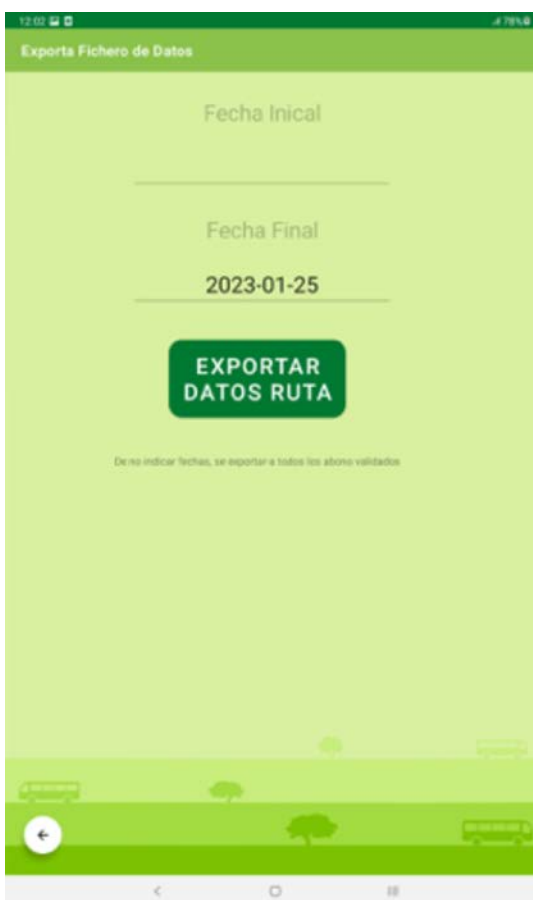 12:02
78%
Exporta Fichero de Datos
Fecha Inical
Fecha Final
2023-01-25
EXPORTAR
DATOS RUTA
De no indicar fechas, se exportar a todos los abono validados